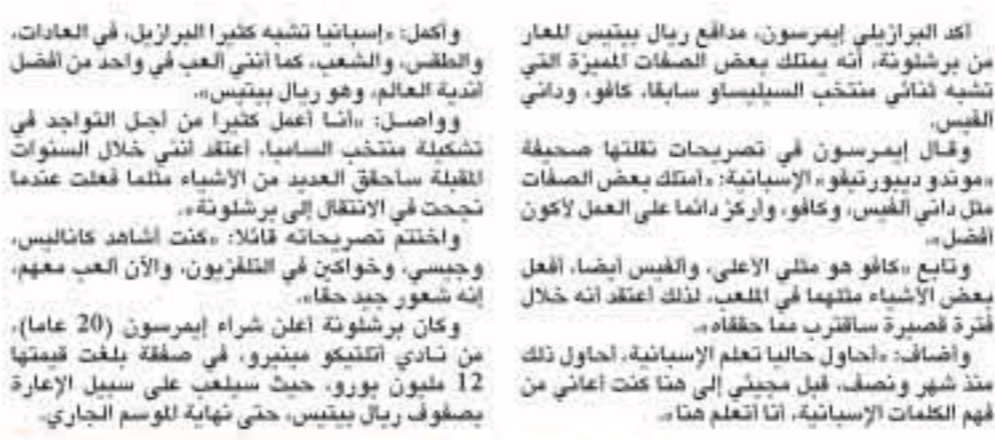 أكد البرازيلي إيمرسون، مدافع ريال بيتيس المعار
من برشلونة، أنه يمتلك بعض الصفات المميزة التي
تشبه ثنائي منتخب السيليساو سابقا، كافو، وداني
ألفيس.
وقال إيمرسون في تصريحات نقلتها صحيفة
«موندو ديبورتيفو» الإسبانية: «أمتلك بعض الصفات
مثل داني ألفيس، وكافو، وأركز دائما على العمل لأكون
أفضل».
وتابع «كافو هو مثلي الأعلى، وألفيس أيضا، أفعل
بعض الأشياء مثلهما في الملعب، لذلك أعتقد أنه خلال
فترة قصيرة سأقترب مما حققاه».
وأضاف: «أحاول حاليا تعلم الإسبانية، أحاول ذلك
منذ شهر ونصف، قبل مجيئي إلى هنا كنت أعاني من
فهم الكلمات الإسبانية، أنا أتعلم هنا».
وأكمل: «إسبانيا تشبه كثيرا البرازيل، في العادات،
والطقس، والشعب، كما أنني ألعب في واحد من أفضل
أندية العالم، وهو ريال بيتيس».
وواصل: «أنا أعمل كثيرا من أجل التواجد في
تشكيلة منتخب السامبا، أعتقد أنني خلال السنوات
المقبلة سأحقق العديد من الأشياء مثلما فعلت عندما
نجحت في الانتقال إلى برشلونة».
واختتم تصريحاته قائلا: «كنت أشاهد كاناليس،
وجيسي، وخواكين في التلفزيون، والآن ألعب معهم،
إنه شعور جيد حقا».
وكان برشلونة أعلن شراء إيمرسون (20 عاما)،
من نادي أتلتيكو مينيرو، في صفقة بلغت قيمتها
12 مليون يورو، حيث سيلعب على سبيل الإعارة
بصفوف ريال بيتيس، حتى نهاية الموسم الجاري.